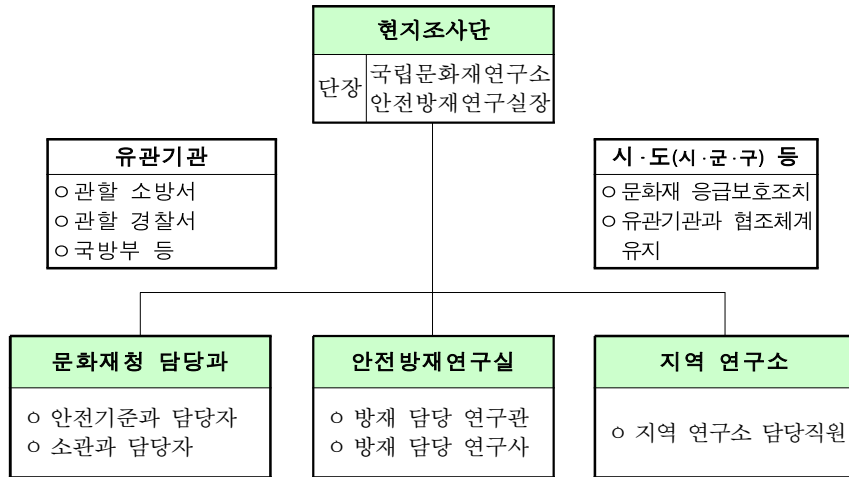 현지조사단
단장
국립문화재연구소
안전방재연구실장
유관기관
ㅇ관할 소방서
ㅇ관할 경찰서
ㅇ국방부 등
시·도(시·군·구) 등
ㅇ문화재 응급보호조치
ㅇ유관기관과 협조체계
유지
문화재청 담당과
ㅇ 안전기준과 담당자
ㅇ 소관과 담당자
안전방재연구실
ㅇ 방재 담당 연구관
ㅇ 방재 담당 연구사
지역 연구소
ㅇ 지역 연구소 담당직원